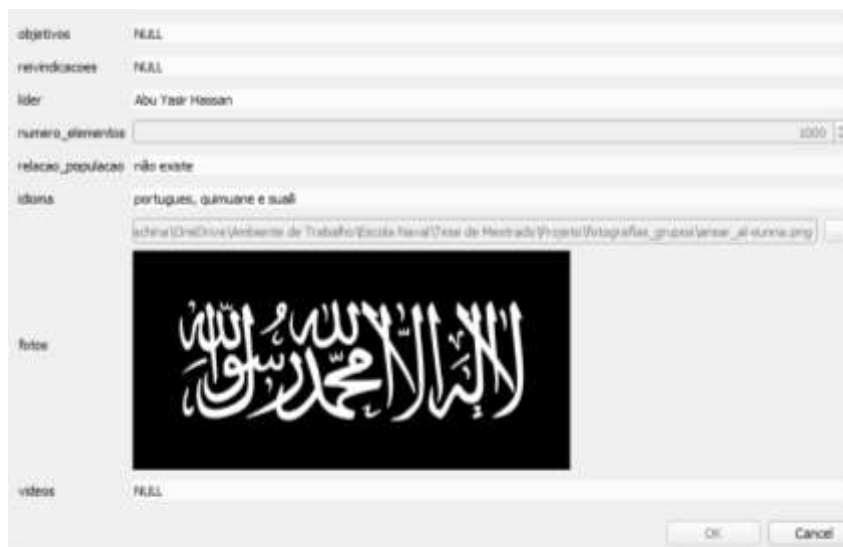 objetivos NULL
reivindicacoes NULL
lider Abu Yasir Hassan
numero_elementos 1000
relacao_populacao não existe
idioma portugues, quimuane e suaíli
achina\OneDrive\Ambiente de Trabalho\Escola Naval\Tese de Mestrado\Projeto\fotografias_grupos\ansar_al-sunna.png ...
لا إله إلا الله محمد رسول الله
fotos
videos NULL
OK Cancel